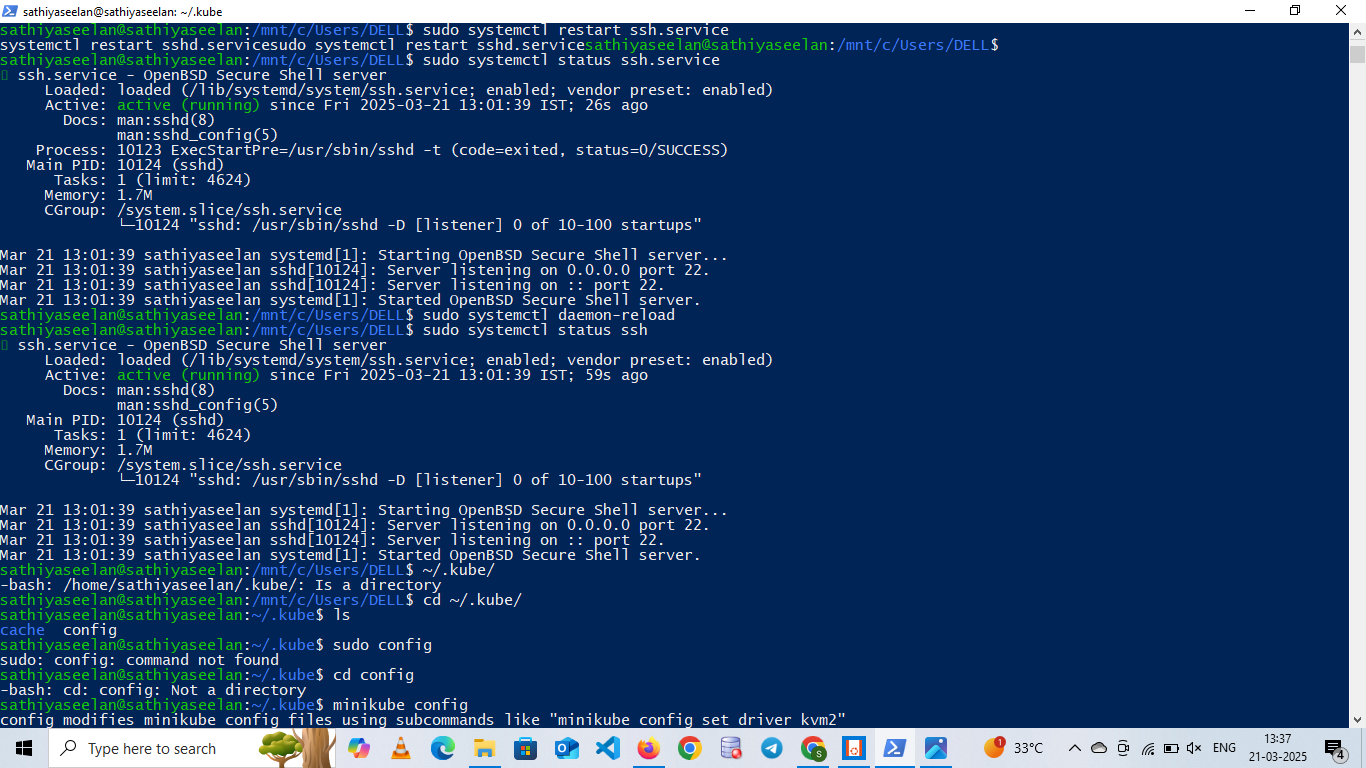 sathiyaseelan@sathiyaseelan: ~/.kube
sathiyaseelan@sathiyaseelan:/mnt/c/Users/DELL$ sudo systemctl restart ssh.service
systemctl restart sshd.servicesudo systemctl restart sshd.servicesathiyaseelan@sathiyaseelan:/mnt/c/Users/DELL$
sathiyaseelan@sathiyaseelan:/mnt/c/Users/DELL$ sudo systemctl status ssh.service
ssh.service - OpenBSD Secure Shell server
Loaded: loaded (/lib/systemd/system/ssh.service; enabled; vendor preset: enabled)
Active: active (running) since Fri 2025-03-21 13:01:39 IST; 26s ago
Docs: man:sshd(8)
man:sshd_config(5)
Process: 10123 ExecStartPre=/usr/sbin/sshd -t (code=exited, status=0/SUCCESS)
Main PID: 10124 (sshd)
Tasks: 1 (limit: 4624)
Memory: 1.7M
CGroup: /system.slice/ssh.service
└─10124 "sshd: /usr/sbin/sshd -D [listener] 0 of 10-100 startups"
Mar 21 13:01:39 sathiyaseelan systemd[1]: Starting OpenBSD Secure Shell server...
Mar 21 13:01:39 sathiyaseelan sshd[10124]: Server listening on 0.0.0.0 port 22.
Mar 21 13:01:39 sathiyaseelan sshd[10124]: Server listening on :: port 22.
Mar 21 13:01:39 sathiyaseelan systemd[1]: Started OpenBSD Secure Shell server.
sathiyaseelan@sathiyaseelan:/mnt/c/Users/DELL$ sudo systemctl daemon-reload
sathiyaseelan@sathiyaseelan:/mnt/c/Users/DELL$ sudo systemctl status ssh
ssh.service - OpenBSD Secure Shell server
Loaded: loaded (/lib/systemd/system/ssh.service; enabled; vendor preset: enabled)
Active: active (running) since Fri 2025-03-21 13:01:39 IST; 59s ago
Docs: man:sshd(8)
man:sshd_config(5)
Main PID: 10124 (sshd)
Tasks: 1 (limit: 4624)
Memory: 1.7M
CGroup: /system.slice/ssh.service
└─10124 "sshd: /usr/sbin/sshd -D [listener] 0 of 10-100 startups"
Mar 21 13:01:39 sathiyaseelan systemd[1]: Starting OpenBSD Secure Shell server...
Mar 21 13:01:39 sathiyaseelan sshd[10124]: Server listening on 0.0.0.0 port 22.
Mar 21 13:01:39 sathiyaseelan sshd[10124]: Server listening on :: port 22.
Mar 21 13:01:39 sathiyaseelan systemd[1]: Started OpenBSD Secure Shell server.
sathiyaseelan@sathiyaseelan:/mnt/c/Users/DELL$ ~/.kube/
-bash: /home/sathiyaseelan/.kube/: Is a directory
sathiyaseelan@sathiyaseelan:/mnt/c/Users/DELL$ cd ~/.kube/
sathiyaseelan@sathiyaseelan:~/.kube$ ls
cache config
sathiyaseelan@sathiyaseelan:~/.kube$ sudo config
sudo: config: command not found
sathiyaseelan@sathiyaseelan:~/.kube$ cd config
-bash: cd: config: Not a directory
sathiyaseelan@sathiyaseelan:~/.kube$ minikube config
config modifies minikube config files using subcommands like "minikube config set driver kvm2"
Type here to search
1
33°C
ENG
13:37
21-03-2025
4